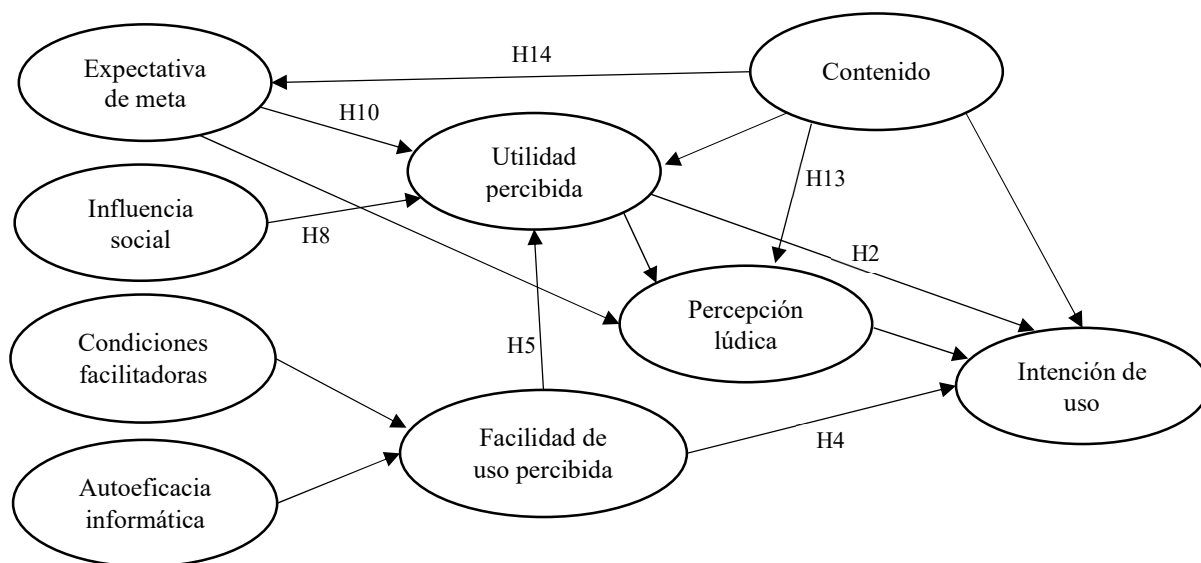 Expectativa
de meta
H14
Contenido
H10
Utilidad
percibida
H13
Influencia
social
H8
H2
Percepción
lúdica
Condiciones
facilitadoras
H5
Intención de
uso
Facilidad de
uso percibida
H4
Autoeficacia
informática